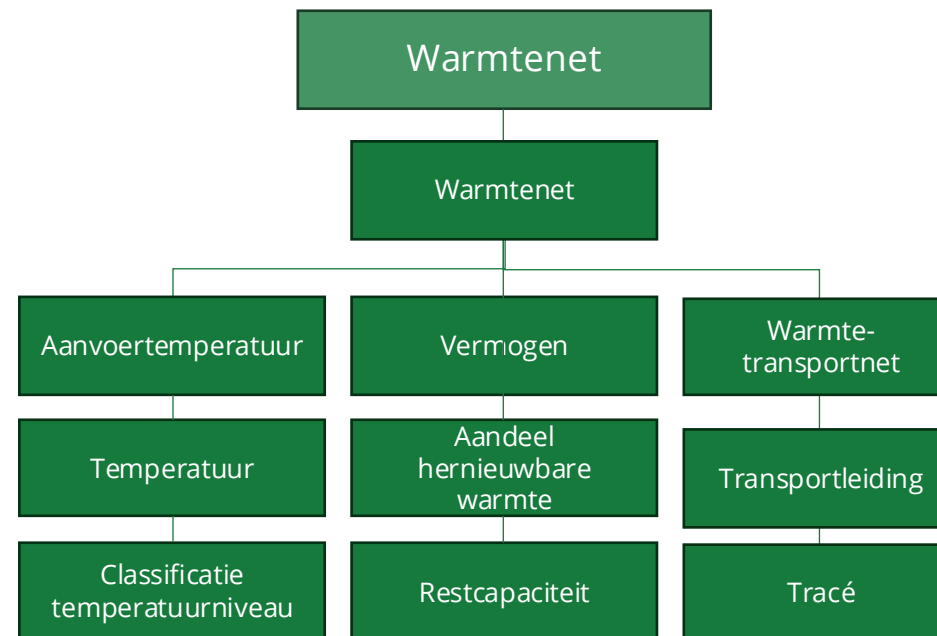 Warmtenet
Warmtenet
Aanvoertemperatuur
Vermogen
Warmte-
transportnet
Temperatuur
Aandeel
hernieuwbare
warmte
Transportleiding
Classificatie
temperatuurniveau
Restcapaciteit
Tracé